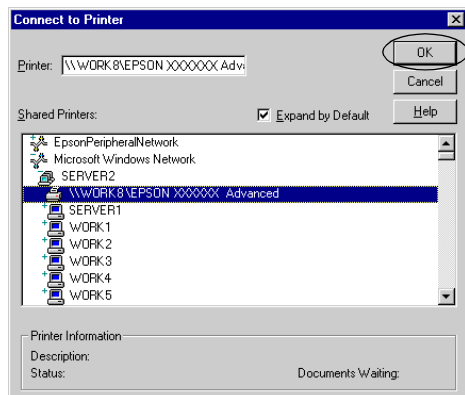 Connect to Printer
Printer: \\WORK8\EPSON XXXXXX Adv
OK
Cancel
Help
Shared Printers:
Expand by Default
EpsonPeripheralNetwork
Microsoft Windows Network
SERVER2
\\WORK8\EPSON XXXXXX Advanced
SERVER1
WORK1
WORK2
WORK3
WORK4
WORK5
Printer Information
Description:
Status:
Documents Waiting: